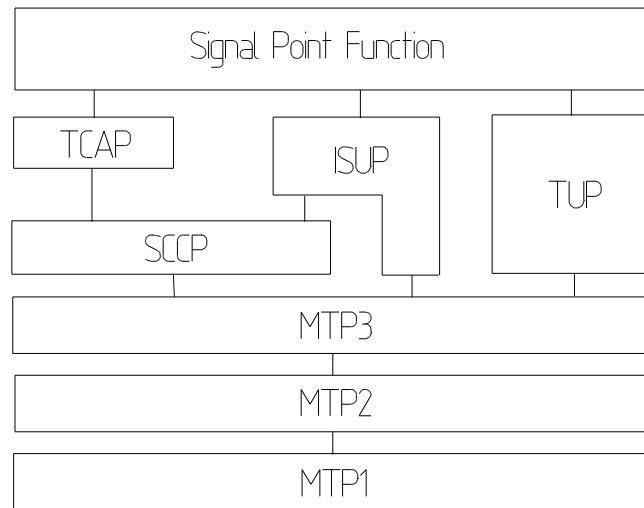 Signal Point Function
TCAP
ISUP
TUP
SCCP
MTP3
MTP2
MTP1